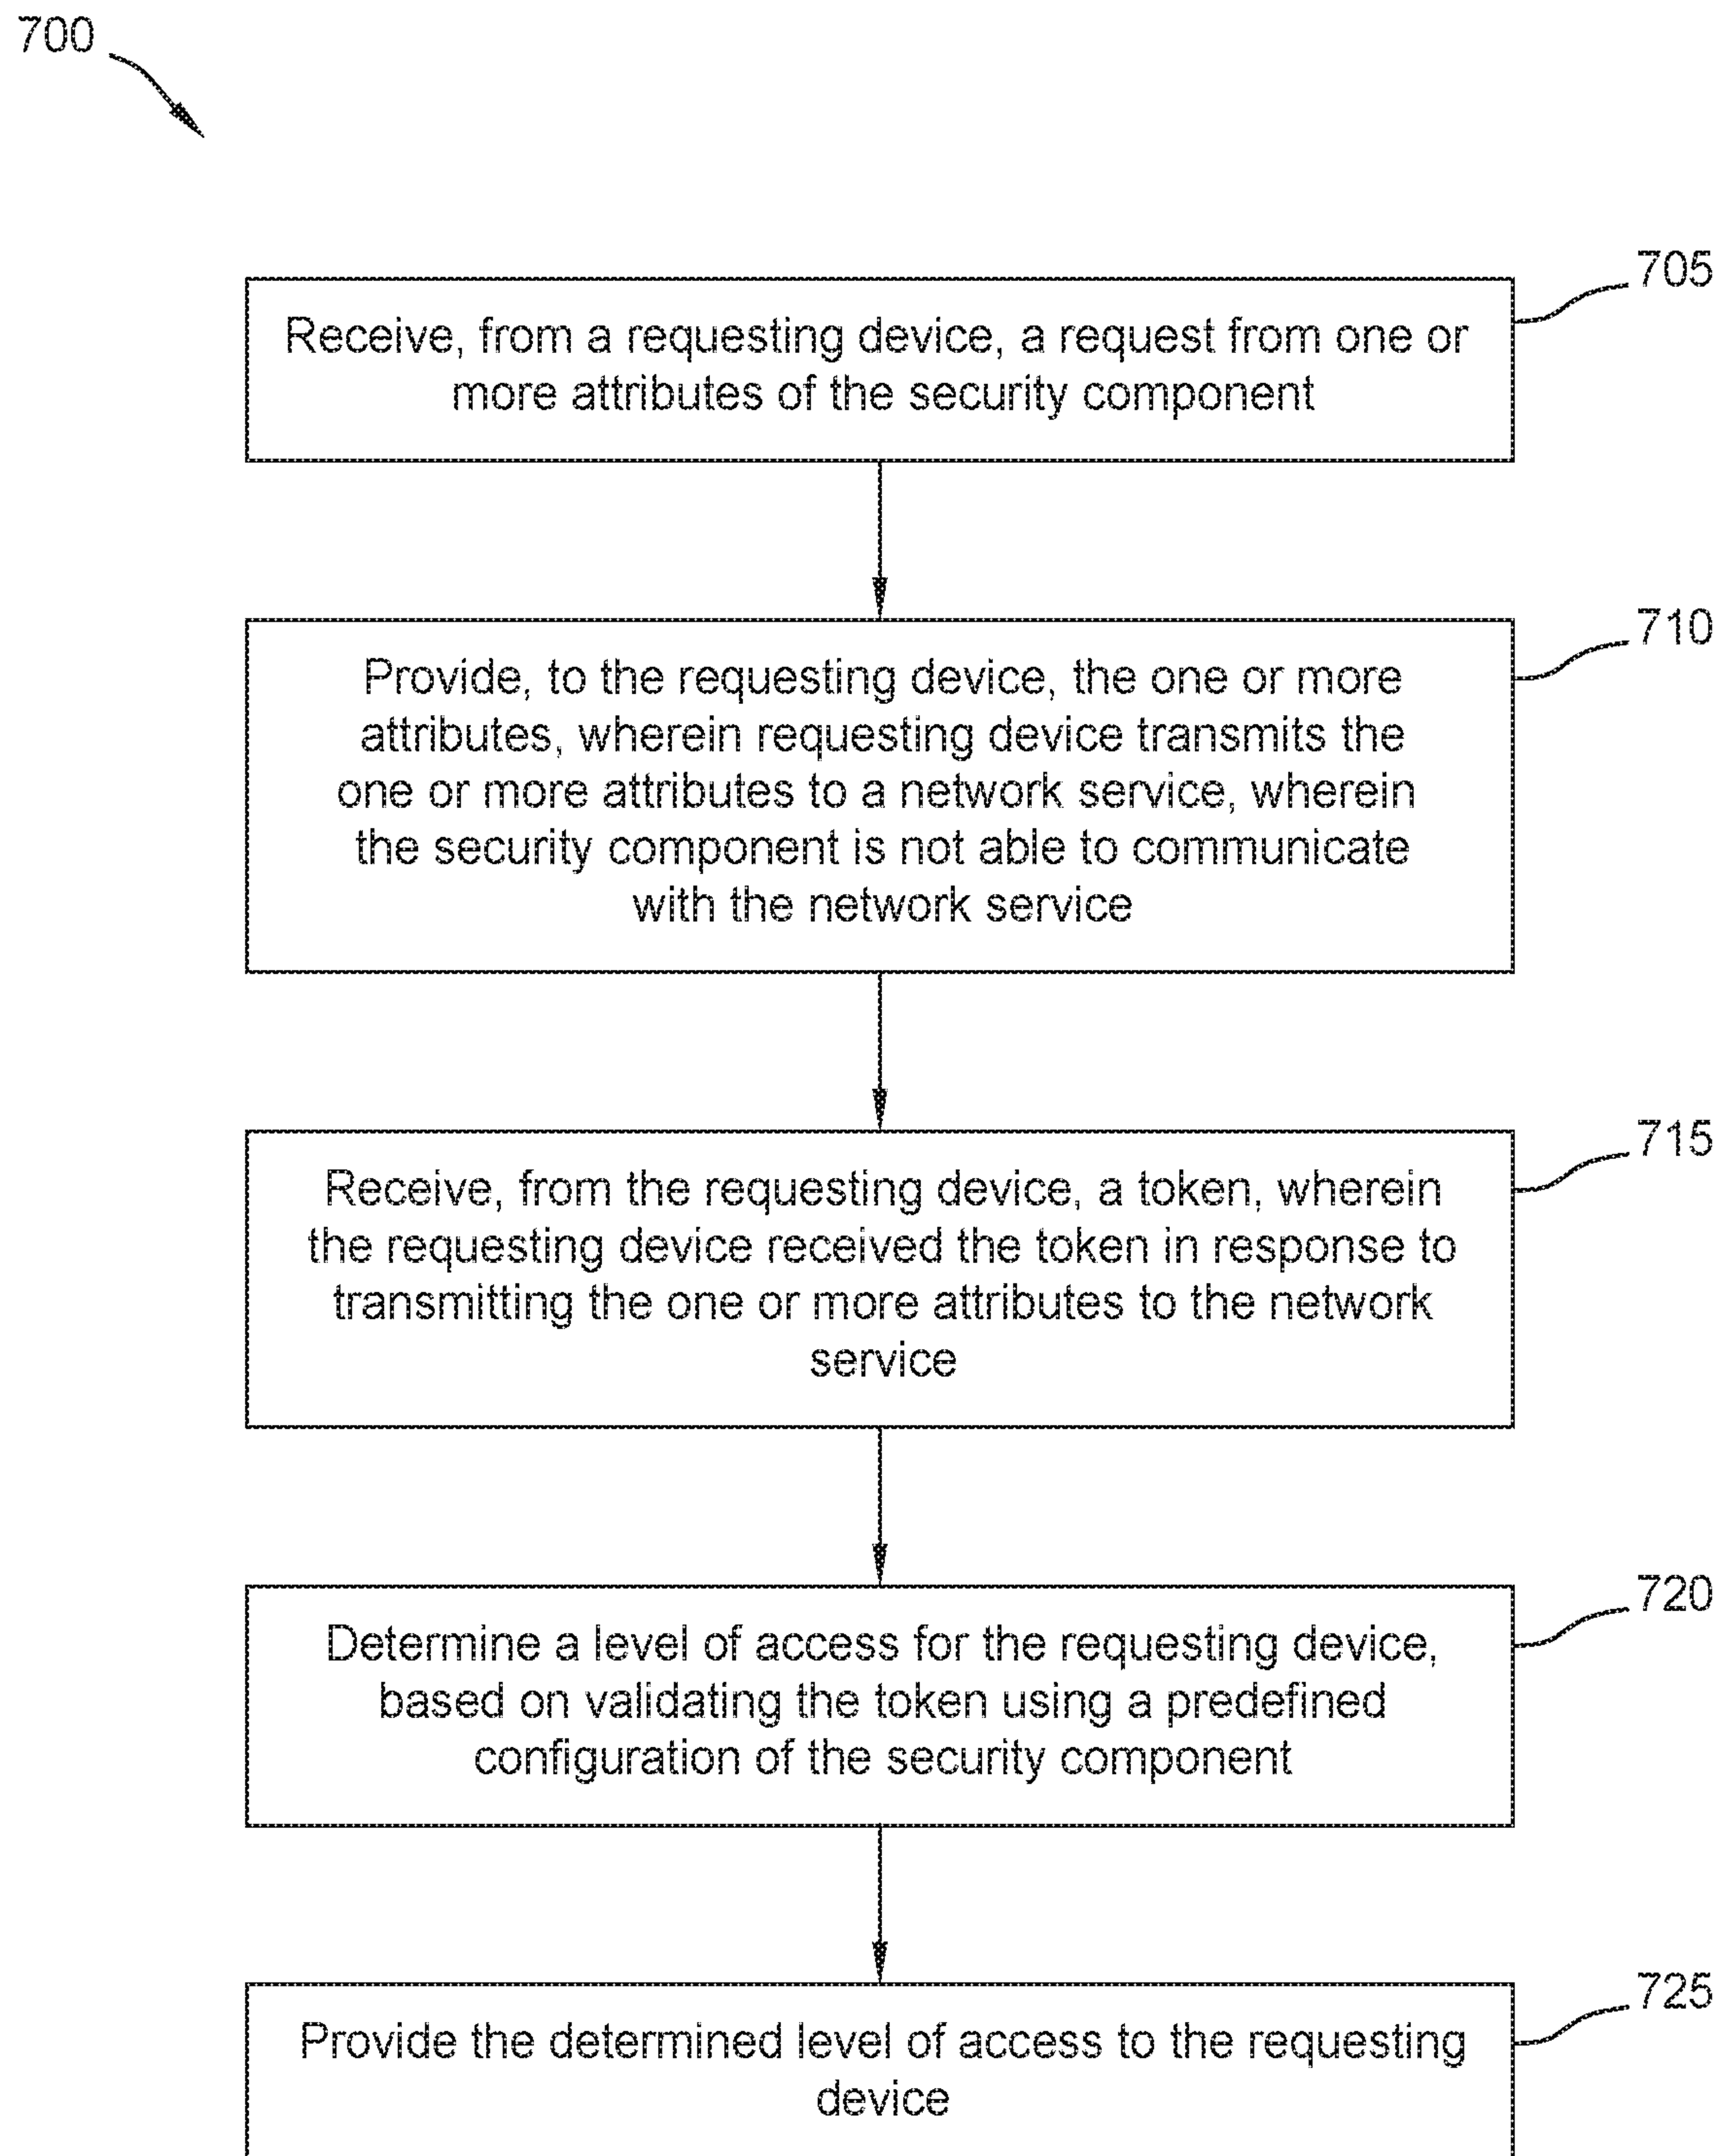 700
705
Receive, from a requesting device, a request from one or
more attributes of the security component
710
Provide, to the requesting device, the one or more
attributes, wherein requesting device transmits the
one or more attributes to a network service, wherein
the security component is not able to communicate
with the network service
715
Receive, from the requesting device, a token, wherein
the requesting device received the token in response to
transmitting the one or more attributes to the network
service
720
Determine a level of access for the requesting device,
based on validating the token using a predefined
configuration of the security component
725
Provide the determined level of access to the requesting
device